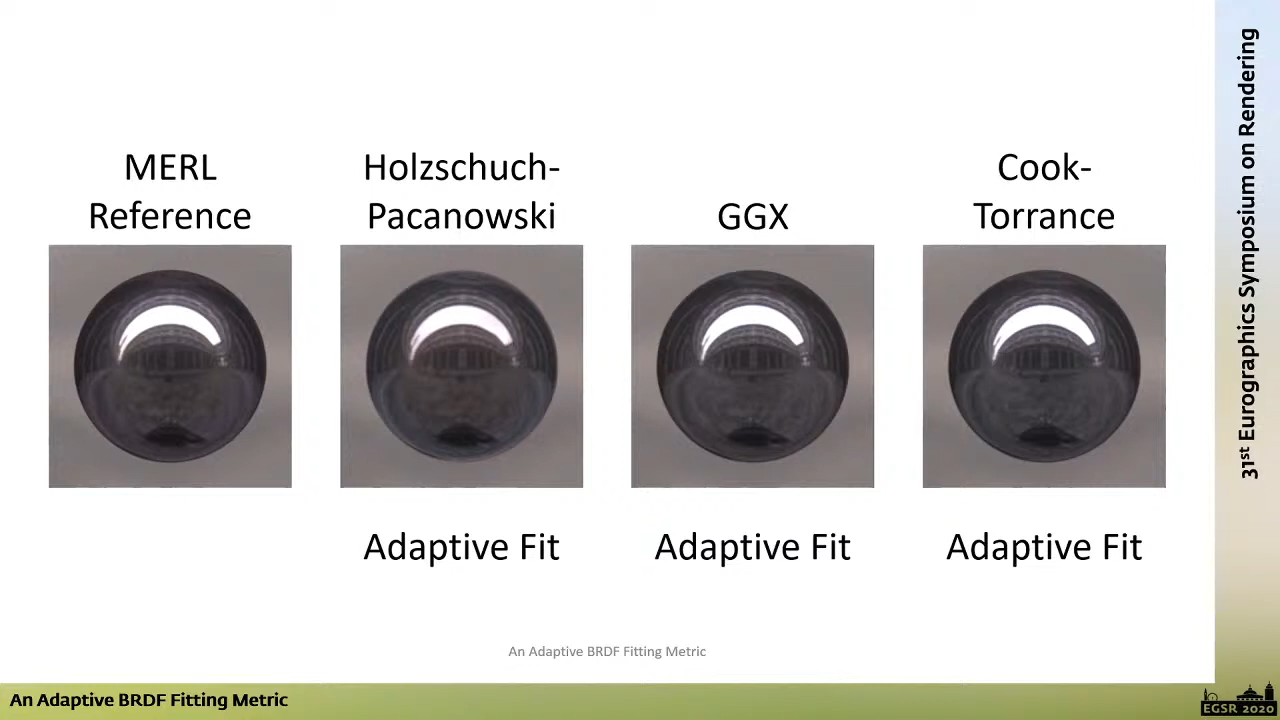 MERL
Reference
Holzschuch-
Pacanowski
GGX
Cook-
Torrance
Adaptive Fit
Adaptive Fit
Adaptive Fit
An Adaptive BRDF Fitting Metric
An Adaptive BRDF Fitting Metric
31st Eurographics Symposium on Rendering
EGSR 2020